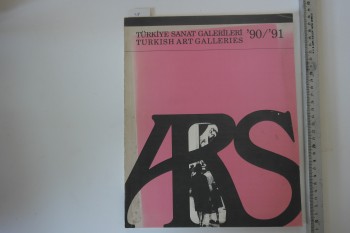 TÜRKİYE SANAT GALERİLERİ '90/'91
TURKISH ART GALLERIES
ARS